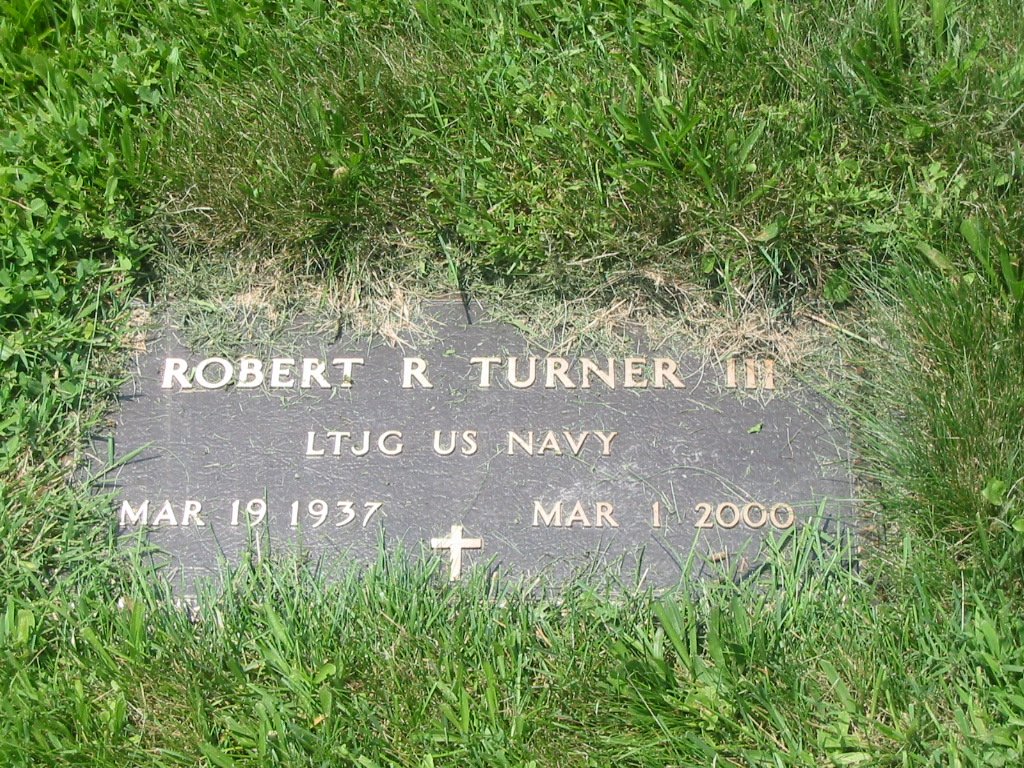 ROBERT R TURNER III
LTJG US NAVY
MAR 19 1937 MAR 1 2000